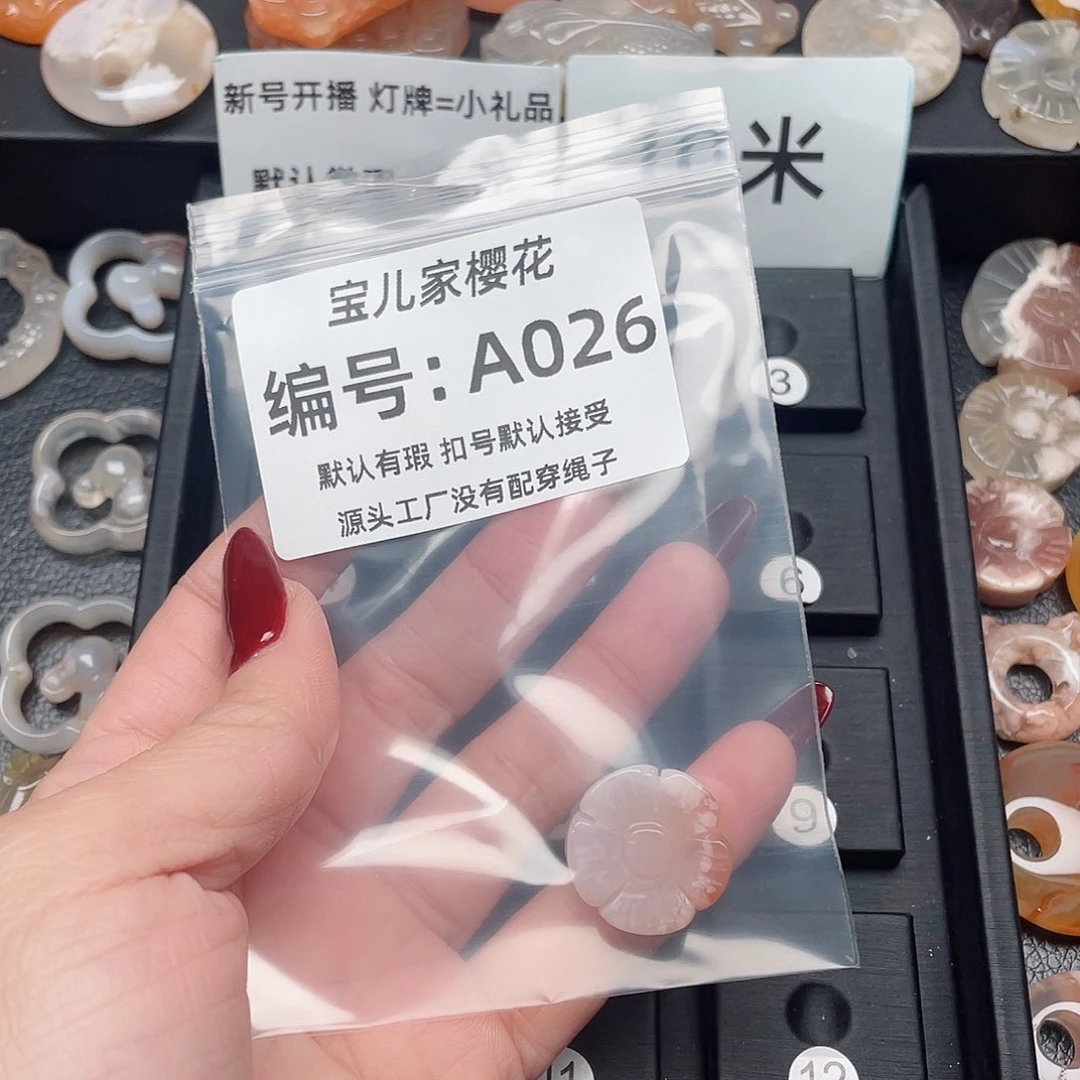 新号开播 灯牌=小礼品
默认
米
宝儿家樱花
编号:A026
默认有瑕 扣号默认接受
源头工厂没有配穿绳子
3
6
9
11
12